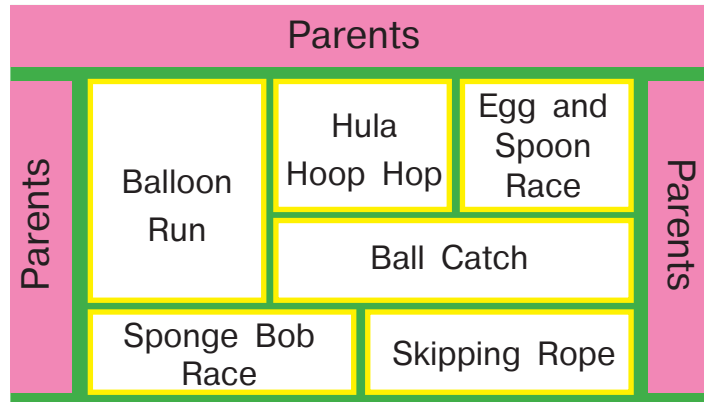 Parents
Parents
Balloon
Run
Hula
Hoop Hop
Egg and
Spoon
Race
Parents
Ball Catch
Sponge Bob
Race
Skipping Rope